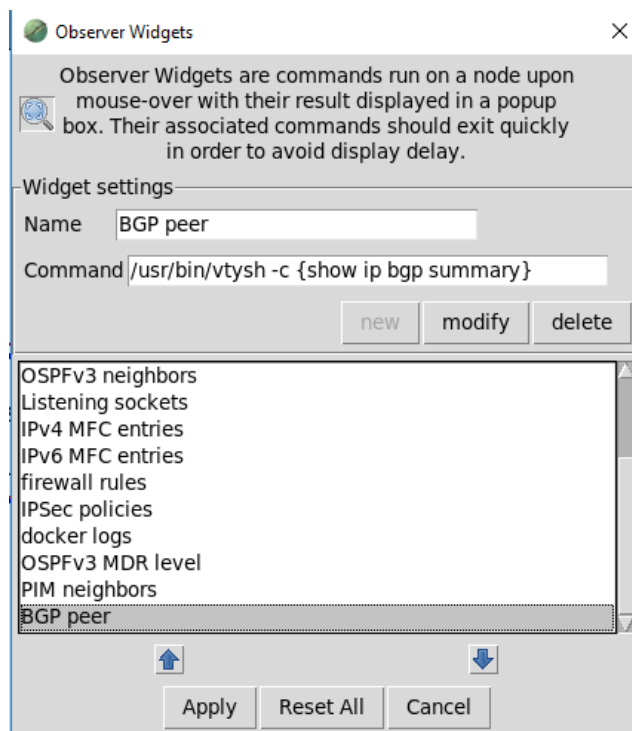 Observer Widgets
Observer Widgets are commands run on a node upon
mouse-over with their result displayed in a popup
box. Their associated commands should exit quickly
in order to avoid display delay.
Widget settings
Name BGP peer
Command /usr/bin/vtysh -c {show ip bgp summary}
new modify delete
OSPFv3 neighbors
Listening sockets
IPv4 MFC entries
IPv6 MFC entries
firewall rules
IPSec policies
docker logs
OSPFv3 MDR level
PIM neighbors
BGP peer
Apply Reset All Cancel